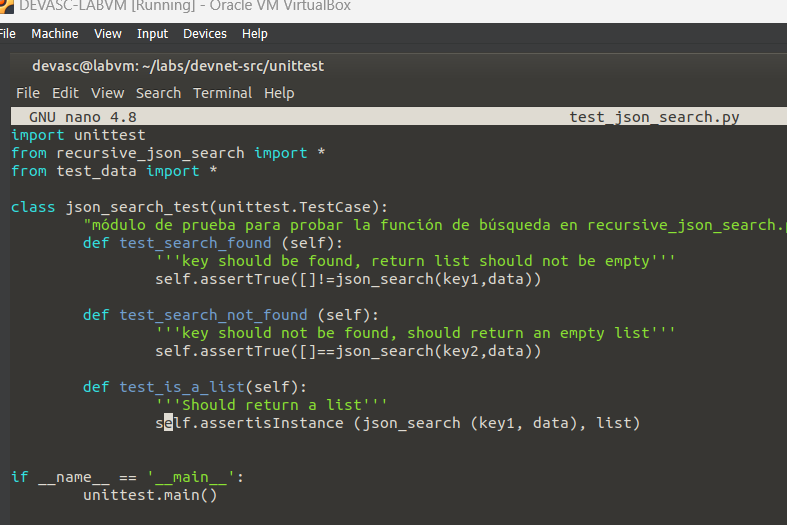 DEVASC-LABVM [Running] - Oracle VM VirtualBox
File Machine View Input Devices Help
devasc@labvm: ~/labs/devnet-src/unittest
File Edit View Search Terminal Help
GNU nano 4.8 test_json_search.py
import unittest
from recursive_json_search import *
from test_data import *
class json_search_test(unittest.TestCase):
"módulo de prueba para probar la función de búsqueda en recursive_json_search.p
def test_search_found (self):
'''key should be found, return list should not be empty'''
self.assertTrue([]!=json_search(key1,data))
def test_search_not_found (self):
'''key should not be found, should return an empty list'''
self.assertTrue([]==json_search(key2,data))
def test_is_a_list(self):
'''Should return a list'''
self.assertisInstance (json_search (key1, data), list)
if __name__ == '__main__':
unittest.main()